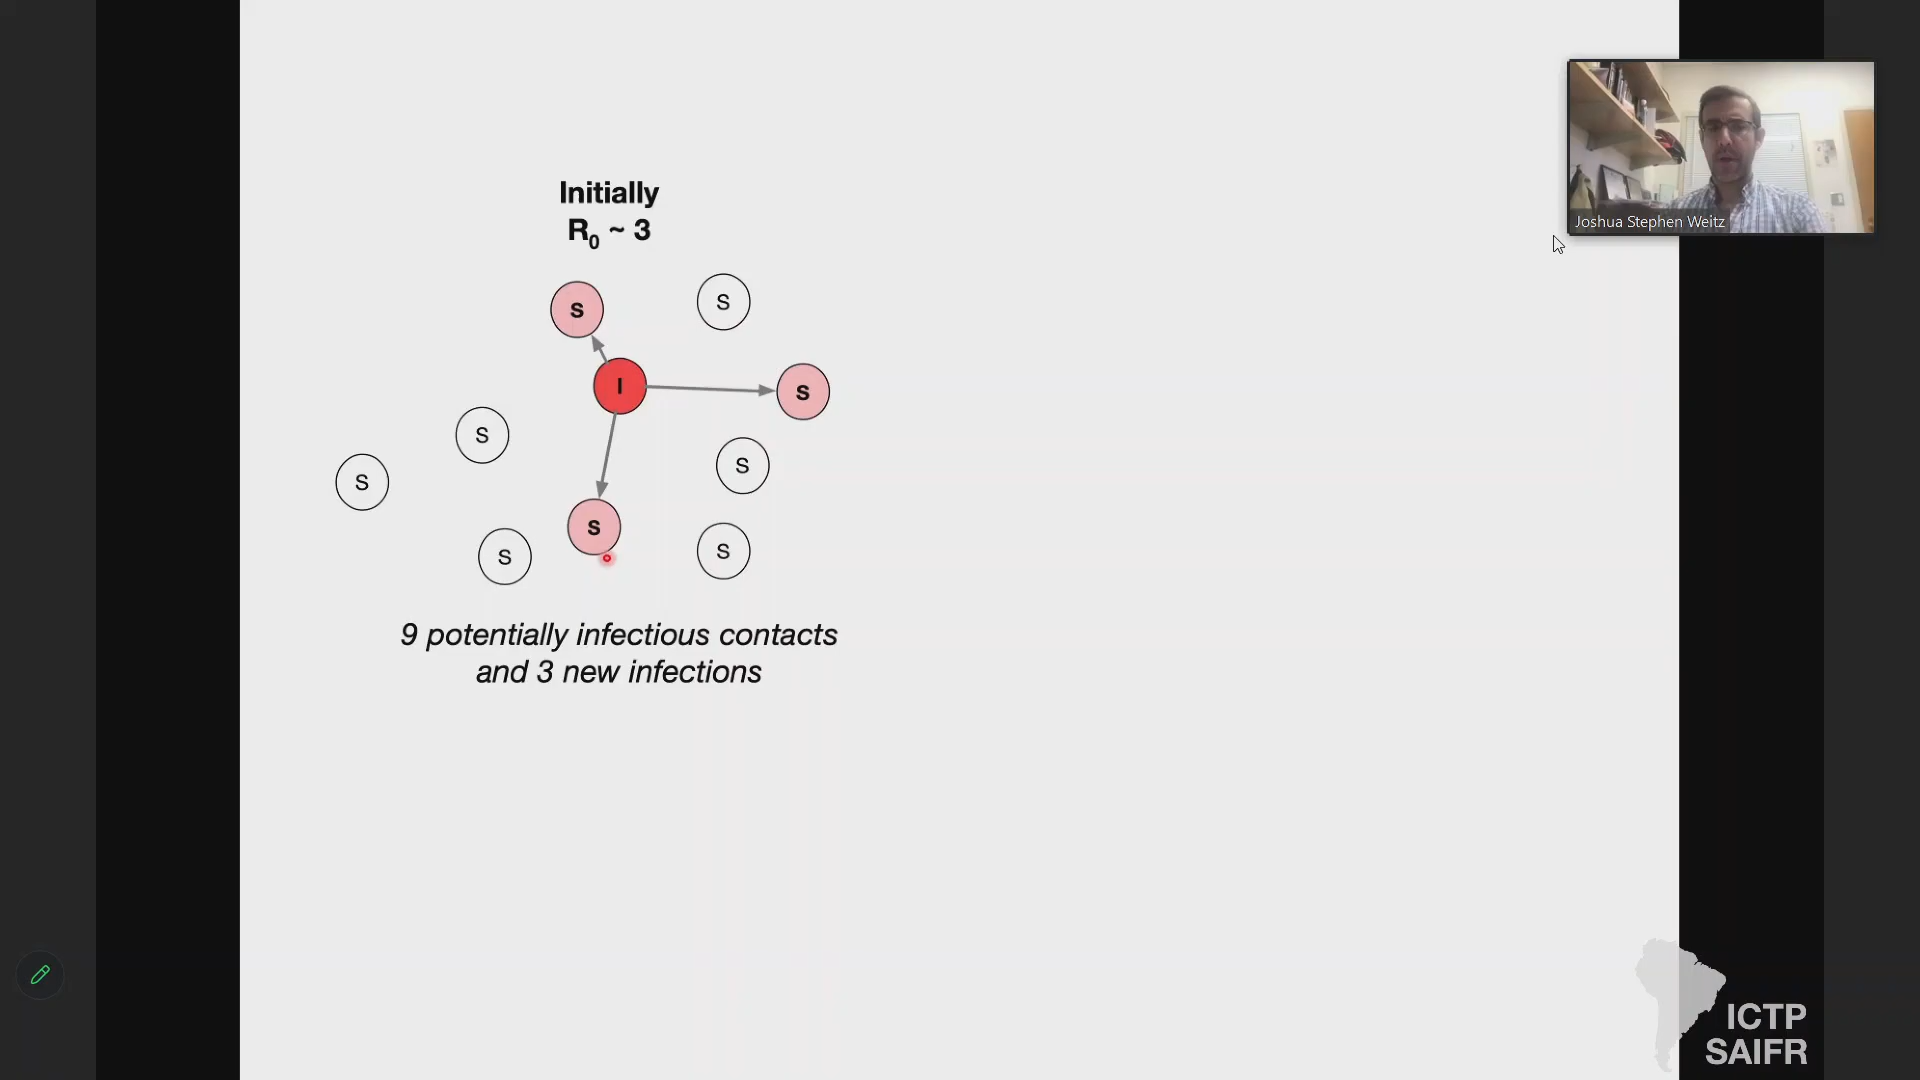 Initially
R₀ ~ 3
S
S
I
S
S
S
S
S
S
S
9 potentially infectious contacts
and 3 new infections
Joshua Stephen Weitz
ICTP
SAIFR